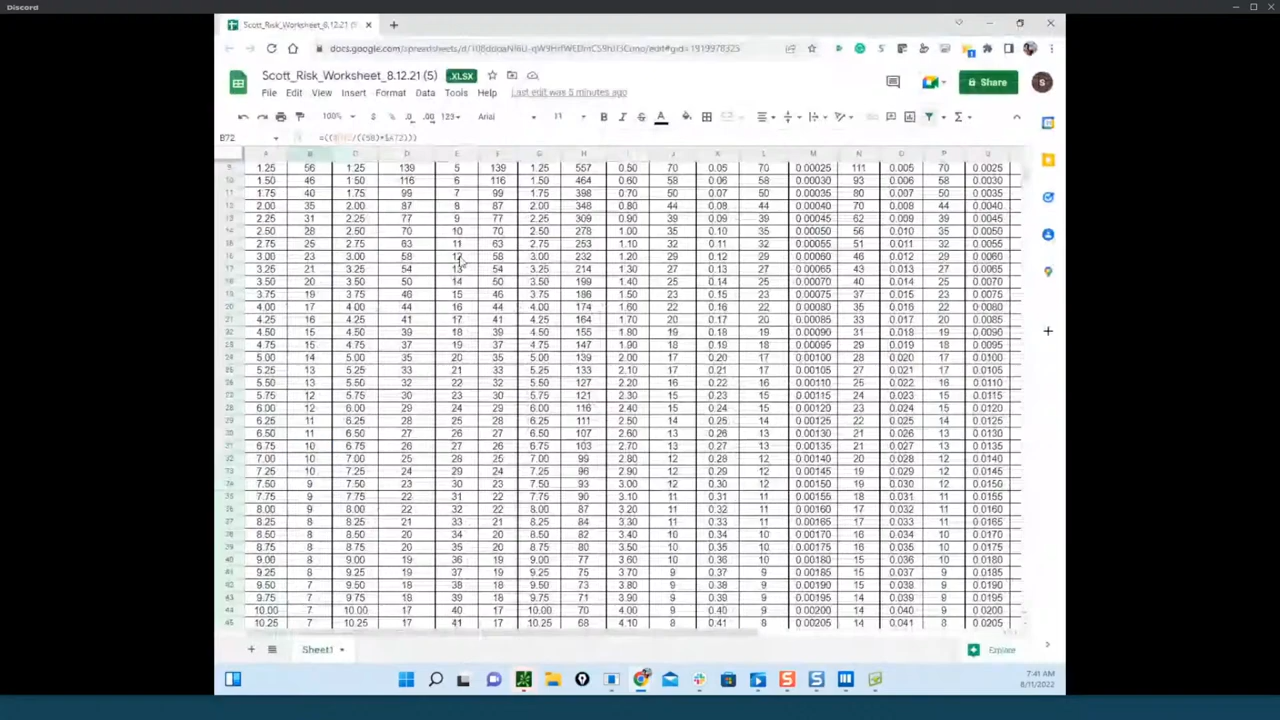 Discord
Scott_Risk_Worksheet_8.12.21 (5)
Scott_Risk_Worksheet_8.12.21 (5) .XLSX
File Edit View Insert Format Data Tools Help Last edit was 5 minutes ago
Share
S
100% $ % .0 .00 123 Arial 11 B I S A
B72
A B C D E F G H I J K L M N O P U
9 1.25 56 1.25 139 5 139 1.25 557 0.50 70 0.05 70 0.00025 111 0.005 70 0.0025
10 1.50 46 1.50 116 6 116 1.50 464 0.60 58 0.06 58 0.00030 93 0.006 58 0.0030
11 1.75 40 1.75 99 7 99 1.75 398 0.70 50 0.07 50 0.00035 80 0.007 50 0.0035
12 2.00 35 2.00 87 8 87 2.00 348 0.80 44 0.08 44 0.00040 70 0.008 44 0.0040
13 2.25 31 2.25 77 9 77 2.25 309 0.90 39 0.09 39 0.00045 62 0.009 39 0.0045
14 2.50 28 2.50 70 10 70 2.50 278 1.00 35 0.10 35 0.00050 56 0.010 35 0.0050
15 2.75 25 2.75 63 11 63 2.75 253 1.10 32 0.11 32 0.00055 51 0.011 32 0.0055
16 3.00 23 3.00 58 12 58 3.00 232 1.20 29 0.12 29 0.00060 46 0.012 29 0.0060
17 3.25 21 3.25 54 13 54 3.25 214 1.30 27 0.13 27 0.00065 43 0.013 27 0.0065
18 3.50 20 3.50 50 14 50 3.50 199 1.40 25 0.14 25 0.00070 40 0.014 25 0.0070
19 3.75 19 3.75 46 15 46 3.75 186 1.50 23 0.15 23 0.00075 37 0.015 23 0.0075
20 4.00 17 4.00 44 16 44 4.00 174 1.60 22 0.16 22 0.00080 35 0.016 22 0.0080
21 4.25 16 4.25 41 17 41 4.25 164 1.70 20 0.17 20 0.00085 33 0.017 20 0.0085
22 4.50 15 4.50 39 18 39 4.50 155 1.80 19 0.18 19 0.00090 31 0.018 19 0.0090
23 4.75 15 4.75 37 19 37 4.75 147 1.90 18 0.19 18 0.00095 29 0.019 18 0.0095
24 5.00 14 5.00 35 20 35 5.00 139 2.00 17 0.20 17 0.00100 28 0.020 17 0.0100
25 5.25 13 5.25 33 21 33 5.25 133 2.10 17 0.21 17 0.00105 27 0.021 17 0.0105
26 5.50 13 5.50 32 22 32 5.50 127 2.20 16 0.22 16 0.00110 25 0.022 16 0.0110
5.75 12 5.75 30 23 30 5.75 121 2.30 15 0.23 15 0.00115 24 0.023 15 0.0115
28 6.00 12 6.00 29 24 29 6.00 116 2.40 15 0.24 15 0.00120 23 0.024 15 0.0120
29 6.25 11 6.25 28 25 28 6.25 111 2.50 14 0.25 14 0.00125 22 0.025 14 0.0125
30 6.50 11 6.50 27 26 27 6.50 107 2.60 13 0.26 13 0.00130 21 0.026 13 0.0130
31 6.75 10 6.75 26 27 26 6.75 103 2.70 13 0.27 13 0.00135 21 0.027 13 0.0135
32 7.00 10 7.00 25 28 25 7.00 99 2.80 12 0.28 12 0.00140 20 0.028 12 0.0140
7.25 10 7.25 24 29 24 7.25 96 2.90 12 0.29 12 0.00145 19 0.029 12 0.0145
7.50 9 7.50 23 30 23 7.50 93 3.00 12 0.30 12 0.00150 19 0.030 12 0.0150
35 7.75 9 7.75 22 31 22 7.75 90 3.10 11 0.31 11 0.00155 18 0.031 11 0.0155
36 8.00 9 8.00 22 32 22 8.00 87 3.20 11 0.32 11 0.00160 17 0.032 11 0.0160
37 8.25 8 8.25 21 33 21 8.25 84 3.30 11 0.33 11 0.00165 17 0.033 11 0.0165
38 8.50 8 8.50 20 34 20 8.50 82 3.40 10 0.34 10 0.00170 16 0.034 10 0.0170
39 8.75 8 8.75 20 35 20 8.75 80 3.50 10 0.35 10 0.00175 16 0.035 10 0.0175
40 9.00 8 9.00 19 36 19 9.00 77 3.60 10 0.36 10 0.00180 15 0.036 10 0.0180
41 9.25 8 9.25 19 37 19 9.25 75 3.70 9 0.37 9 0.00185 15 0.037 9 0.0185
42 9.50 7 9.50 18 38 18 9.50 73 3.80 9 0.38 9 0.00190 15 0.038 9 0.0190
43 9.75 7 9.75 18 39 18 9.75 71 3.90 9 0.39 9 0.00195 14 0.039 9 0.0195
44 10.00 7 10.00 17 40 17 10.00 70 4.00 9 0.40 9 0.00200 14 0.040 9 0.0200
45 10.25 7 10.25 17 41 17 10.25 68 4.10 8 0.41 8 0.00205 14 0.041 8 0.0205
Sheet1
Explore
7:41 AM
8/11/2022